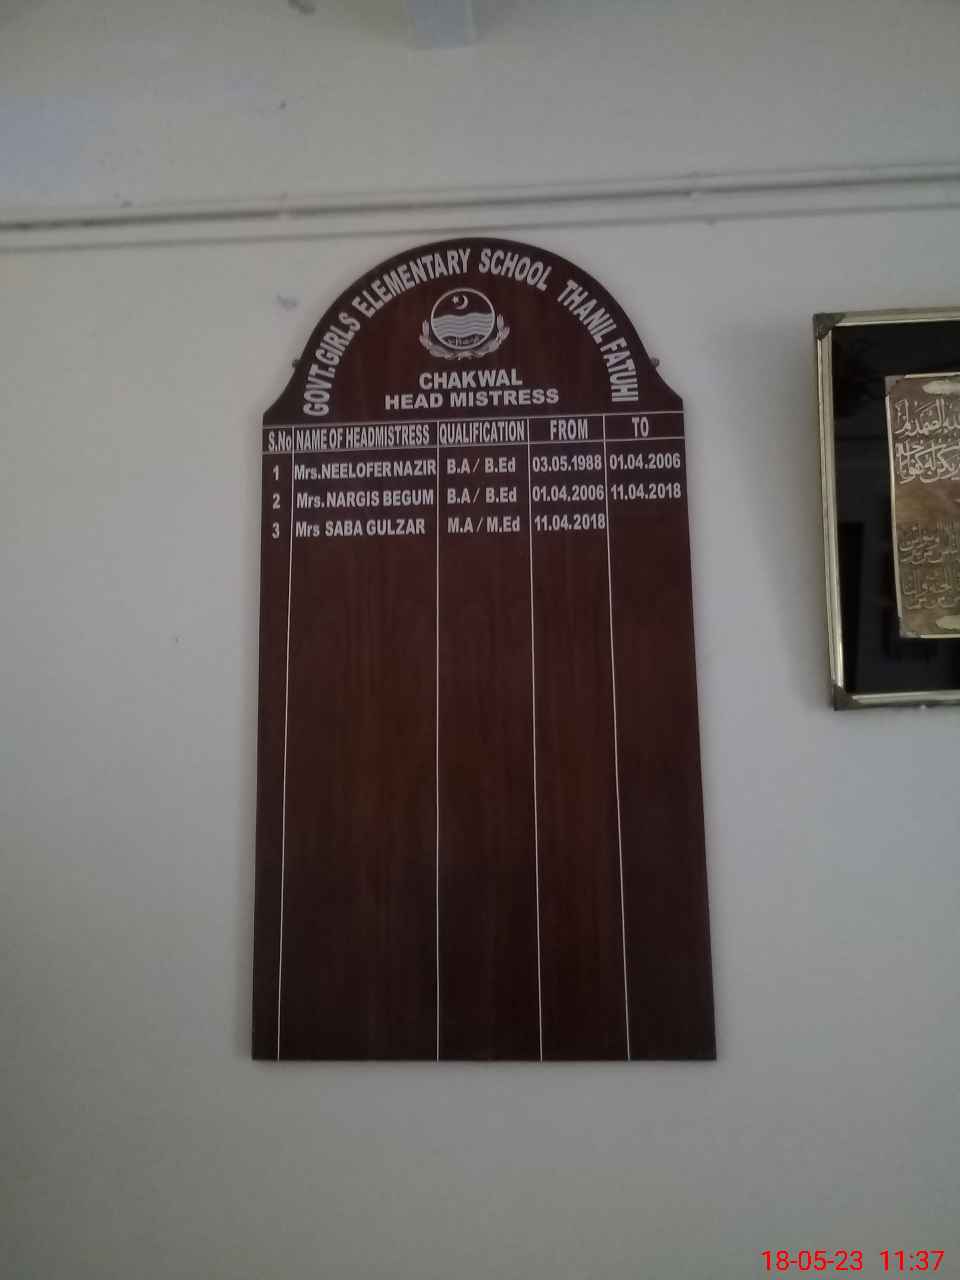 GOVT.GIRLS ELEMENTARY SCHOOL THANIL FATUHI
CHAKWAL
HEAD MISTRESS
S.No NAME OF HEADMISTRESS QUALIFICATION FROM TO
1 Mrs.NEELOFER NAZIR B.A / B.Ed 03.05.1988 01.04.2006
2 Mrs.NARGIS BEGUM B.A / B.Ed 01.04.2006 11.04.2018
3 Mrs SABA GULZAR M.A / M.Ed 11.04.2018
18-05-23 11:37